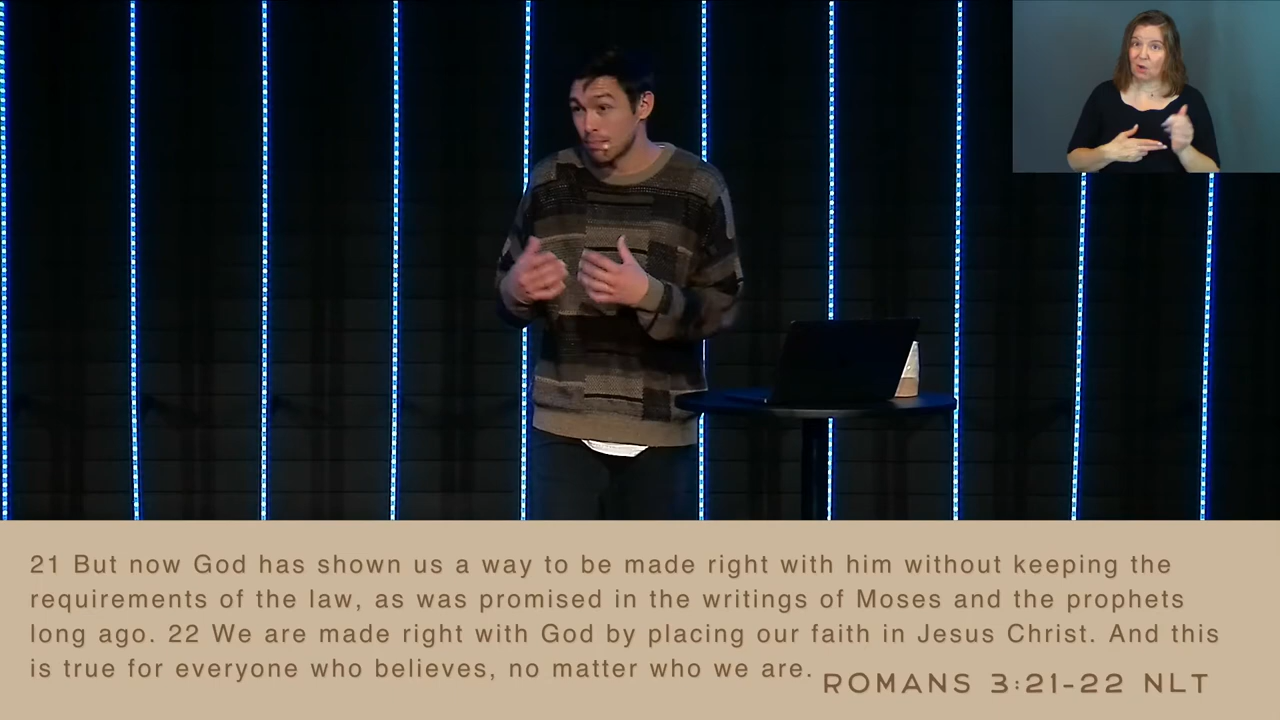 21 But now God has shown us a way to be made right with him without keeping the
requirements of the law, as was promised in the writings of Moses and the prophets
long ago. 22 We are made right with God by placing our faith in Jesus Christ. And this
is true for everyone who believes, no matter who we are.
ROMANS 3:21-22 NLT